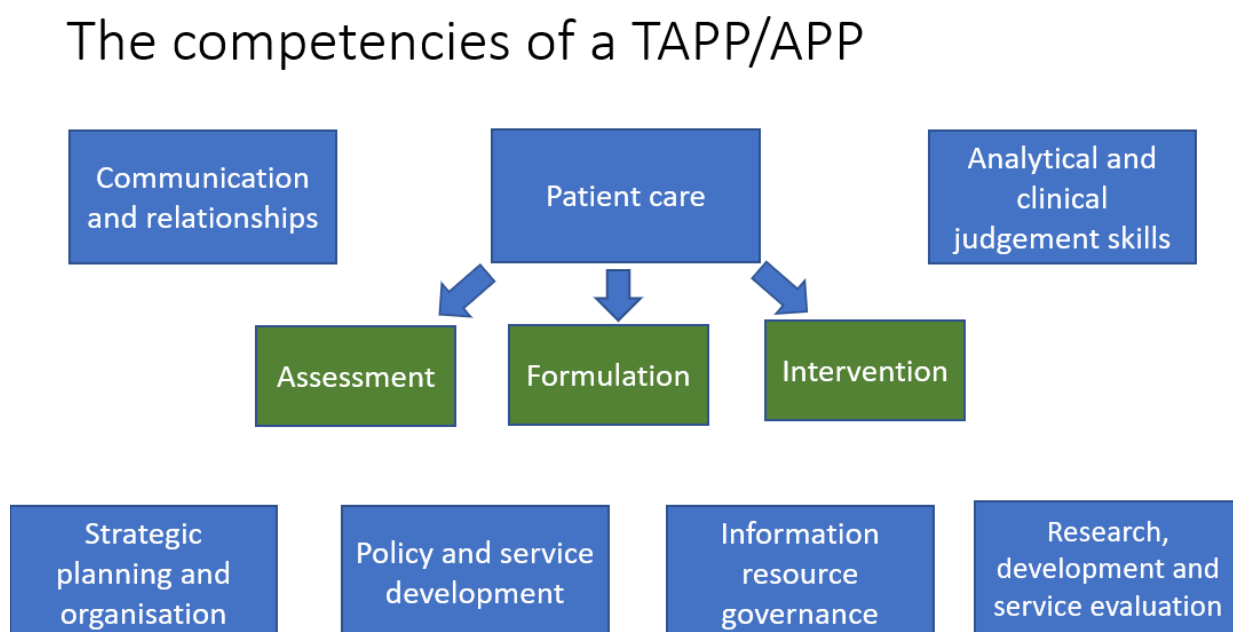 The competencies of a TAPP/APP
Communication
and relationships
Patient care
Analytical and
clinical
judgement skills
Assessment
Formulation
Intervention
Strategic
planning and
organisation
Policy and service
development
Information
resource
governance
Research,
development and
service evaluation